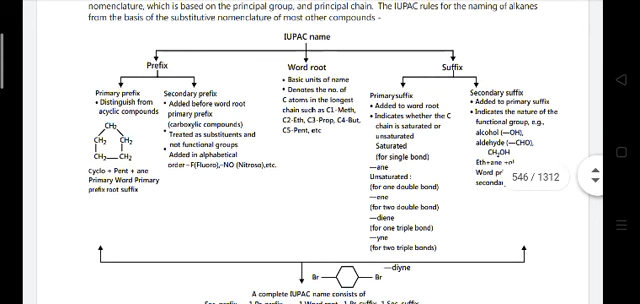 nomenclature, which is based on the principal group, and principal chain. The IUPAC rules for the naming of alkanes
from the basis of the substitutive nomenclature of most other compounds -
IUPAC name
Prefix
Word root
Suffix
Primary prefix
• Distinguish from
acyclic compounds
CH₂
CH₂ CH₂
CH₂—CH₂
Cyclo + Pent + ane
Primary Word Primary
prefix root suffix
Secondary prefix
• Added before word root
primary prefix
(carboxylic compounds)
• Treated as substituents and
not functional groups
• Added in alphabetical
order—F(Fluoro),–NO (Nitroso),etc.
• Basic units of name
• Denotes the no. of
C atoms in the longest
chain such as C1-Meth,
C2-Eth, C3-Prop, C4-But,
C5-Pent, etc
Primary suffix
• Added to word root
• Indicates whether the C
chain is saturated or
unsaturated
Saturated
(for single bond)
—ane
Unsaturated :
(for one double bond)
—ene
(for two double bond)
—diene
(for one triple bond)
—yne
(for two triple bonds)
—diyne
Secondary suffix
• Added to primary suffix
• Indicates the nature of the
functional group, e.g.,
alcohol (—OH),
aldehyde (—CHO),
CH₃OH
Eth+ane +ol
Word
546 / 1312
Br Br
A complete IUPAC name consists of